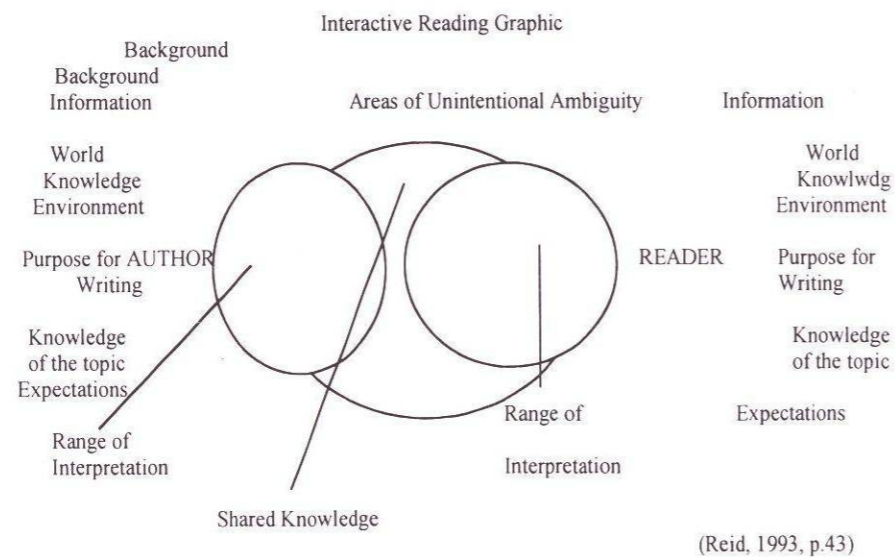 Interactive Reading Graphic
Background
Background
Information
Areas of Unintentional Ambiguity
Information
World
Knowledge
Environment
World
Knowlwdg
Environment
Purpose for AUTHOR
Writing
READER
Purpose for
Writing
Knowledge
of the topic
Expectations
Knowledge
of the topic
Range of
Interpretation
Range of
Interpretation
Expectations
Shared Knowledge
(Reid, 1993, p.43)